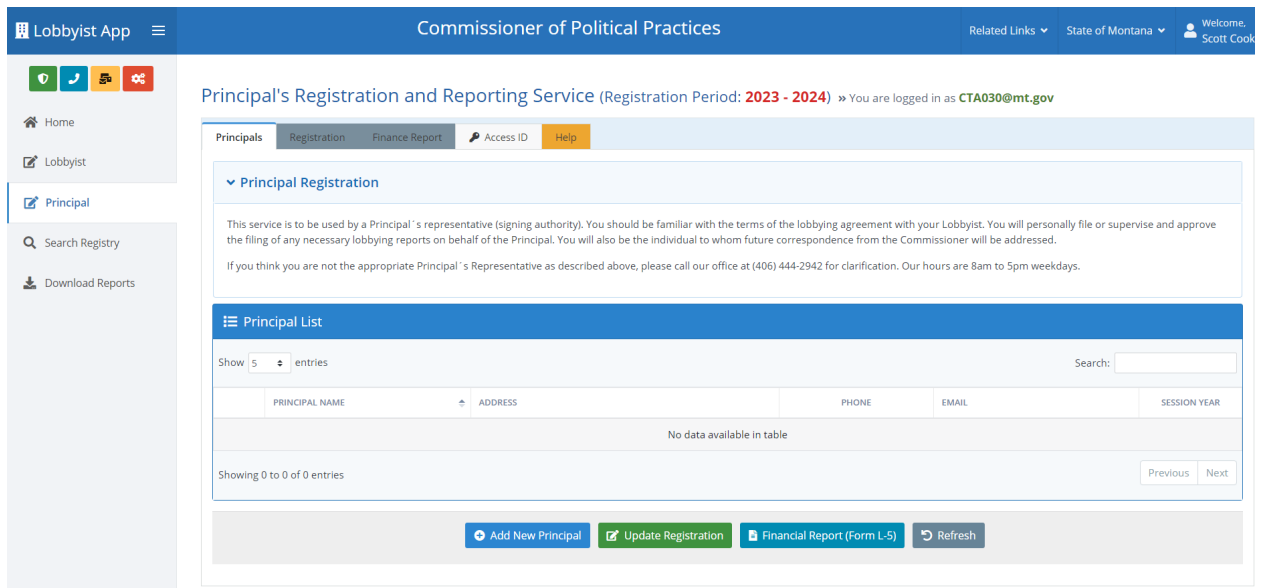 Lobbyist App
Commissioner of Political Practices
Related Links
State of Montana
Welcome,
Scott Cook
Home
Lobbyist
Principal
Search Registry
Download Reports
Principal's Registration and Reporting Service (Registration Period: 2023 - 2024) » You are logged in as CTA030@mt.gov
Principals Registration Finance Report Access ID Help
Principal Registration
This service is to be used by a Principal`s representative (signing authority). You should be familiar with the terms of the lobbying agreement with your Lobbyist. You will personally file or supervise and approve
the filing of any necessary lobbying reports on behalf of the Principal. You will also be the individual to whom future correspondence from the Commissioner will be addressed.
If you think you are not the appropriate Principal`s Representative as described above, please call our office at (406) 444-2942 for clarification. Our hours are 8am to 5pm weekdays.
Principal List
Show 5 entries
Search:
PRINCIPAL NAME ADDRESS PHONE EMAIL SESSION YEAR
No data available in table
Showing 0 to 0 of 0 entries
Previous Next
Add New Principal Update Registration Financial Report (Form L-5) Refresh